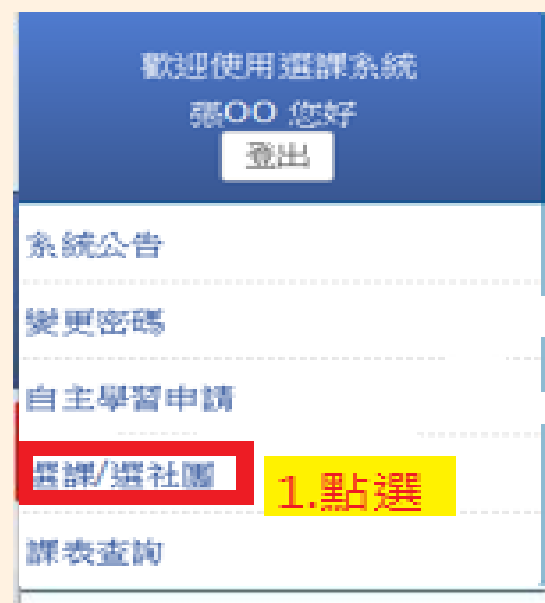 歡迎使用選課系統
張OO 您好
登出
系統公告
變更密碼
自主學習申請
選課/選社團
1.點選
課表查詢